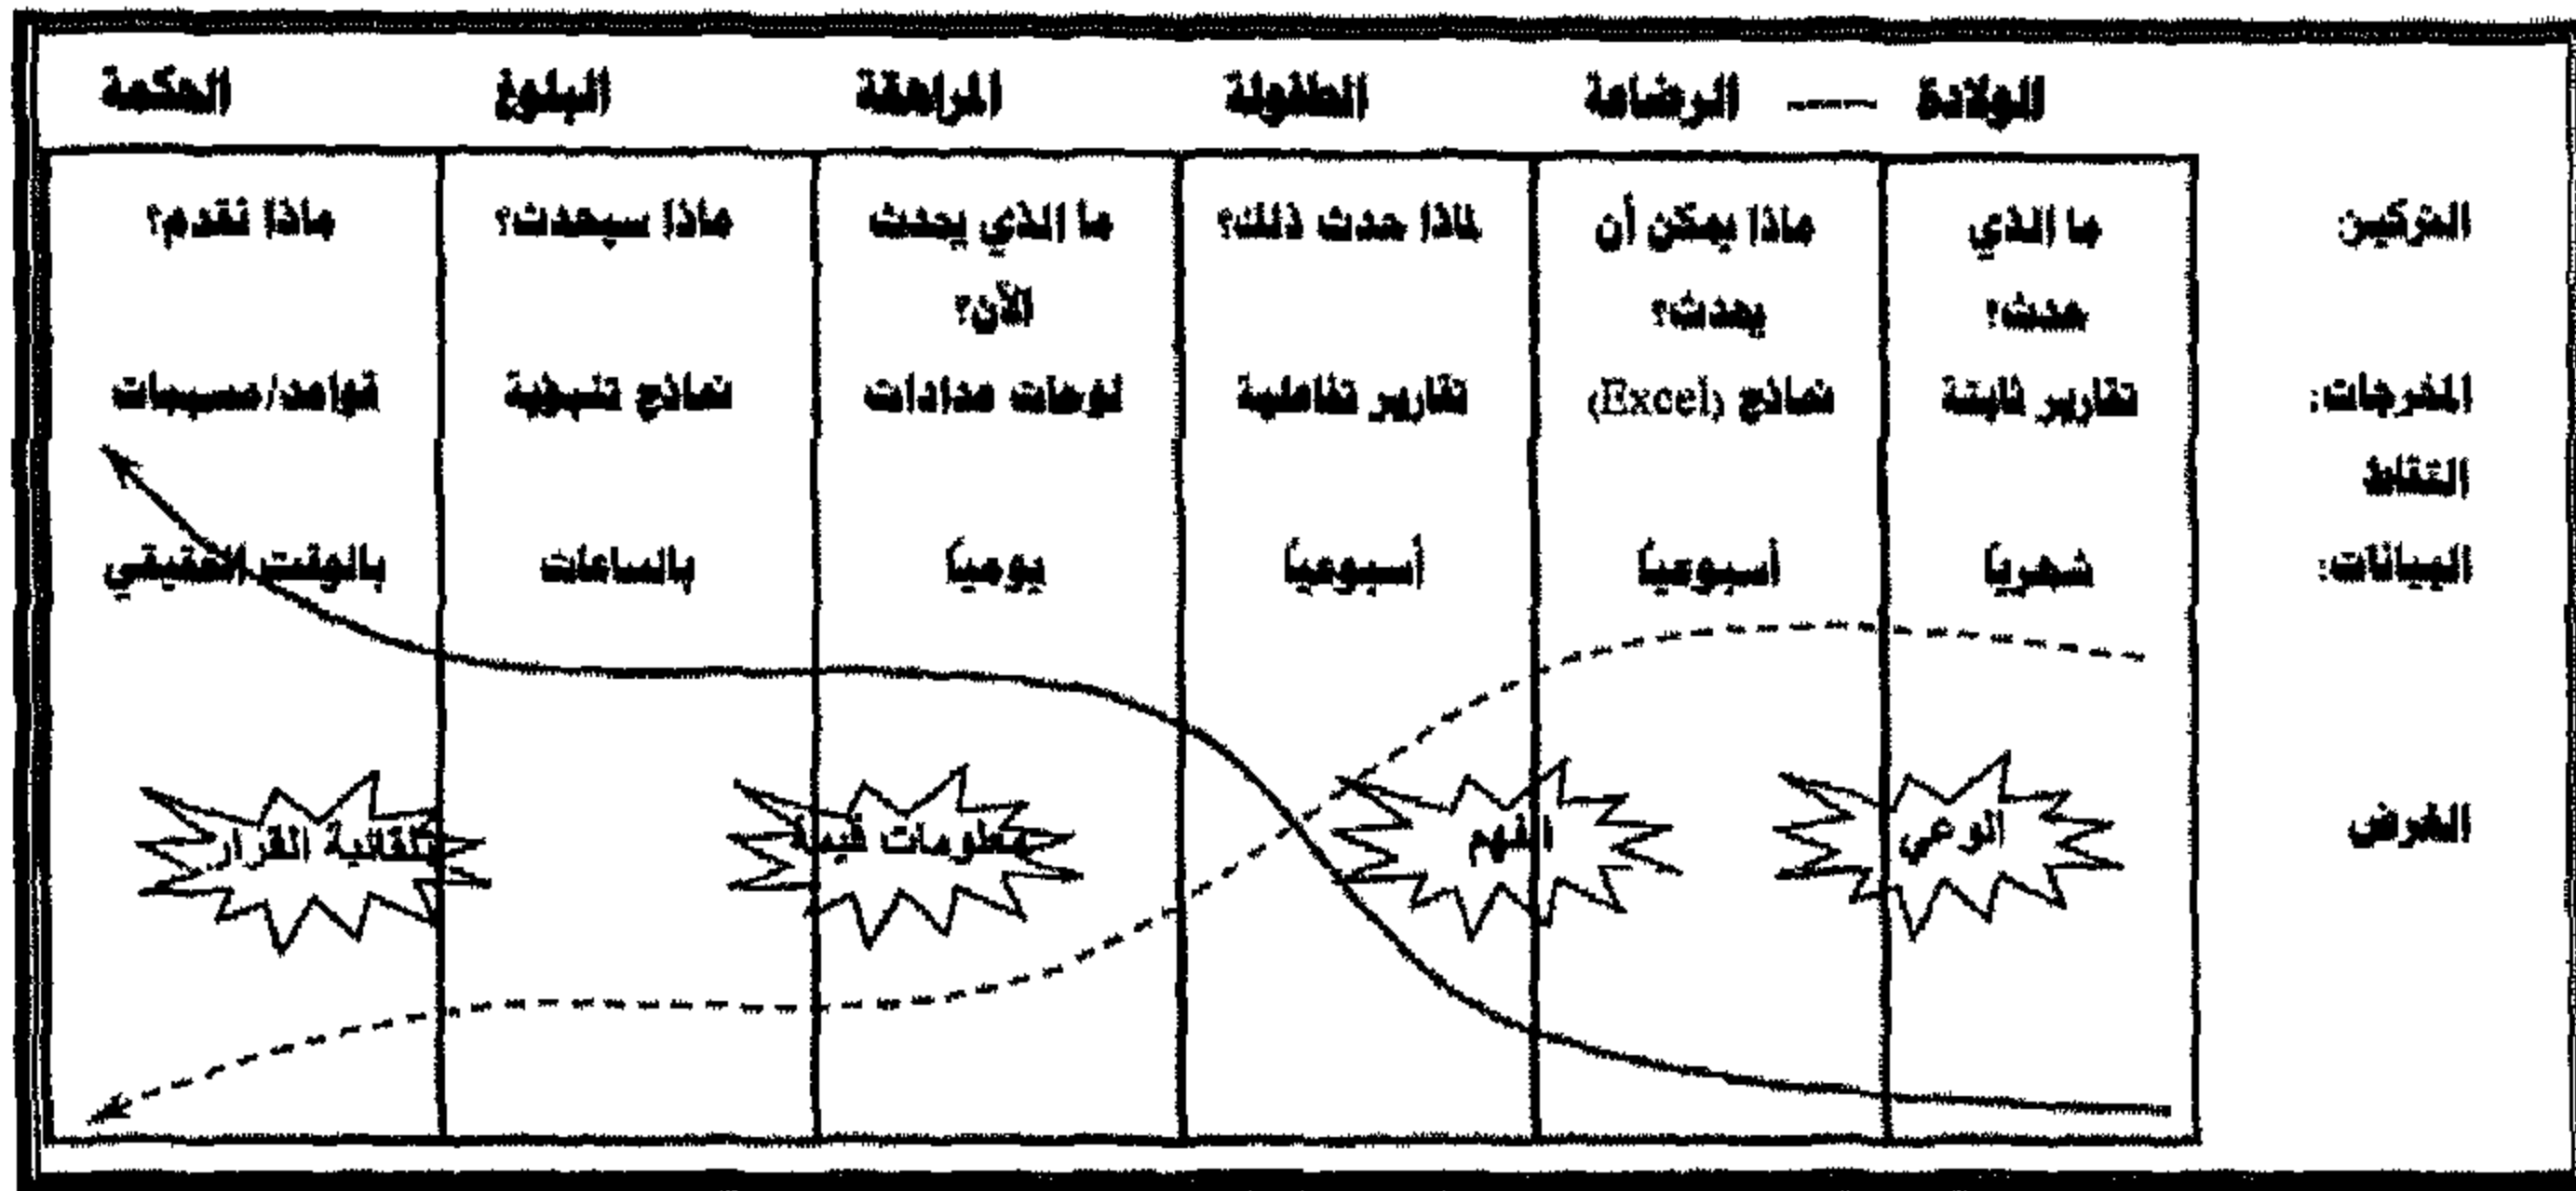 الولادة — الرضاعة الطفولة المراهقة البلوغ الحكمة
التركيز: ما الذي ماذا يمكن أن لماذا حدث ذلك؟ ما الذي يحدث ماذا سيحدث؟ ماذا نقدم؟
حدث؟ يحدث؟ الآن؟
المخرجات: تقارير ثابتة نماذج (Excel) تقارير تفاعلية لوحات عدادات نماذج تنبؤية قواعد/مسببات
التقاط
البيانات: شهرياً أسبوعياً أسبوعياً يومياً بالساعات بالوقت الحقيقي
الغرض الوعي الفهم معلومات قيمة تلقائية القرار